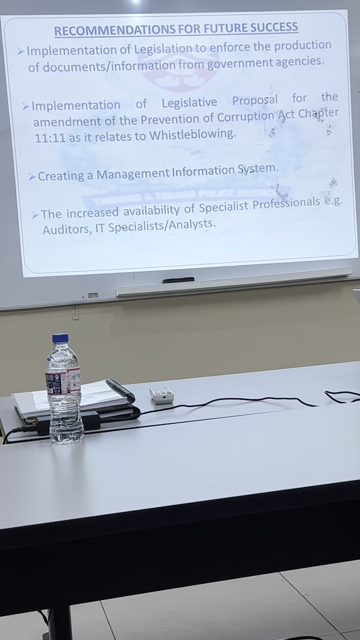 RECOMMENDATIONS FOR FUTURE SUCCESS
➢Implementation of Legislation to enforce the production
of documents/information from government agencies.
➢Implementation of Legislative Proposal for the
amendment of the Prevention of Corruption Act Chapter
11:11 as it relates to Whistleblowing.
➢Creating a Management Information System.
➢The increased availability of Specialist Professionals e.g.
Auditors, IT Specialists/Analysts.